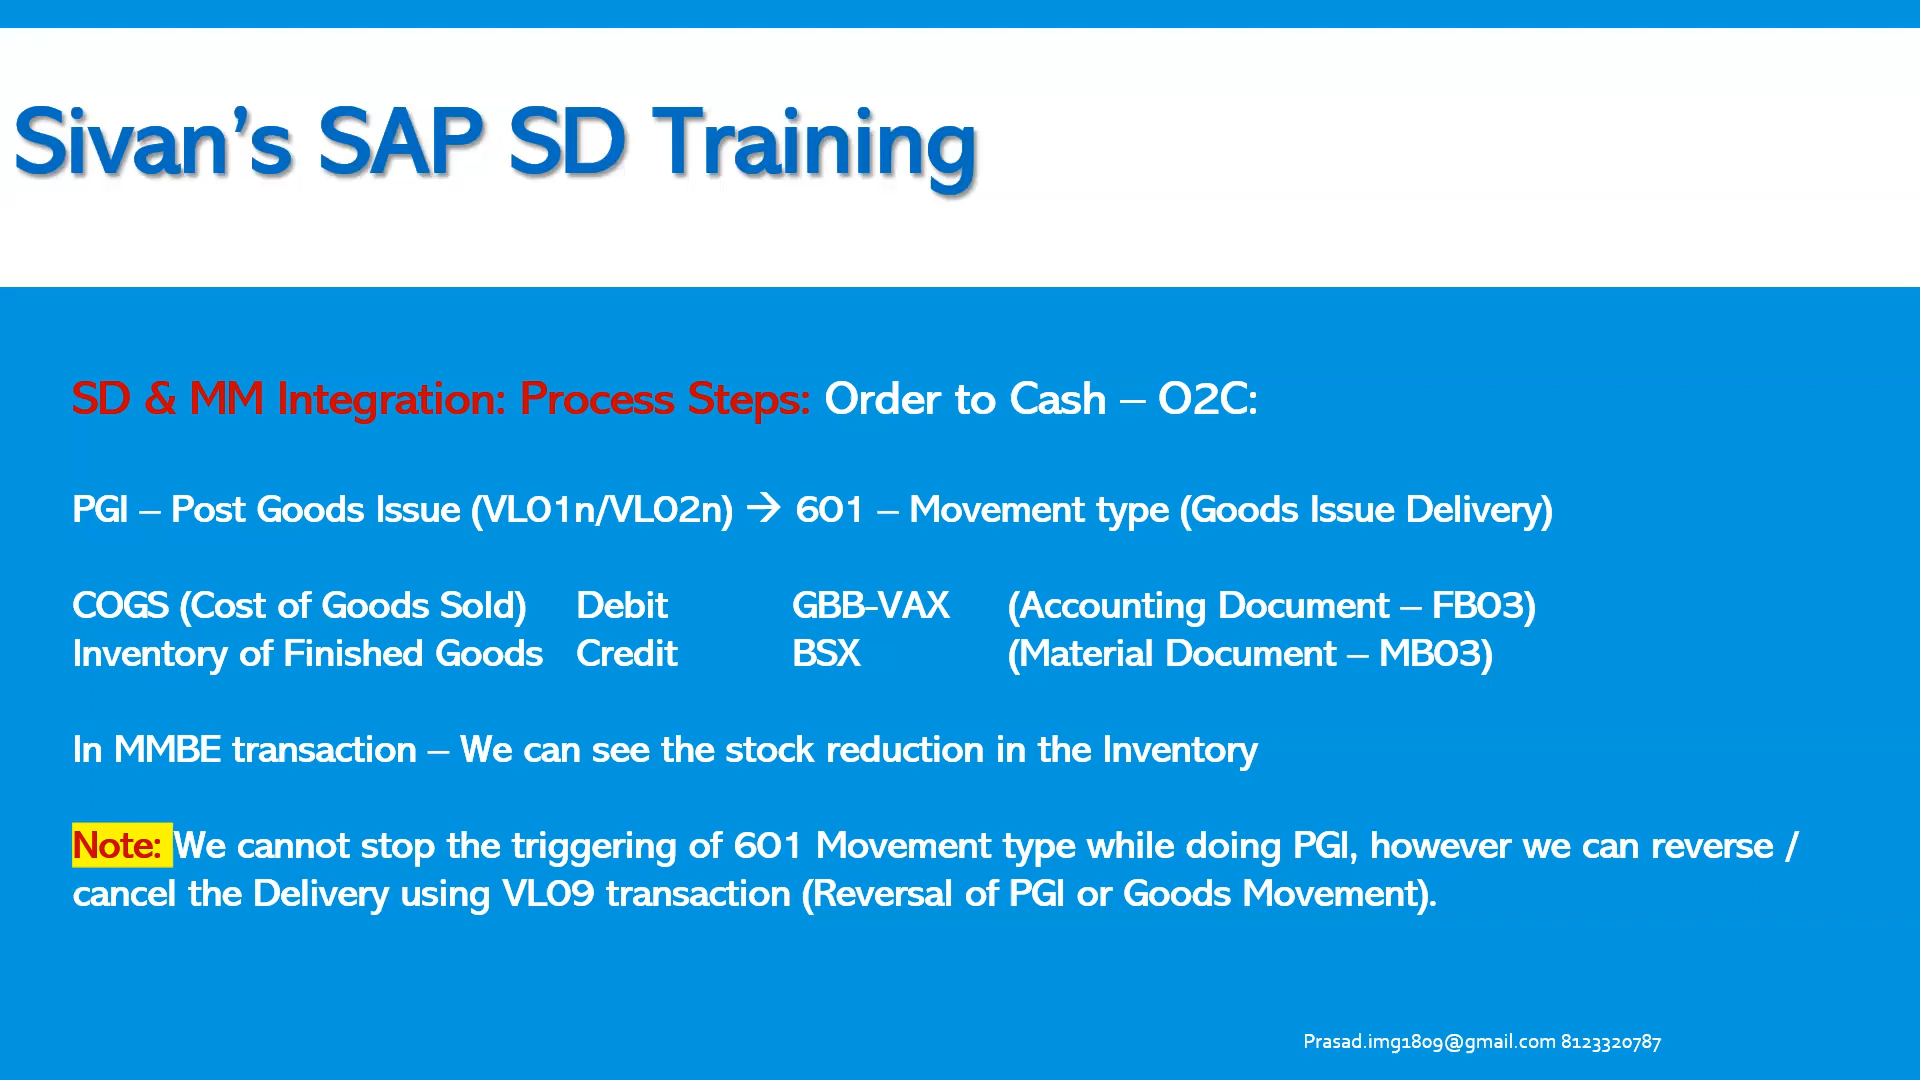 Sivan’s SAP SD Training
SD & MM Integration: Process Steps: Order to Cash – O2C:
PGI – Post Goods Issue (VL01n/VL02n) → 601 – Movement type (Goods Issue Delivery)
COGS (Cost of Goods Sold) Debit GBB-VAX (Accounting Document – FB03)
Inventory of Finished Goods Credit BSX (Material Document – MB03)
In MMBE transaction – We can see the stock reduction in the Inventory
Note: We cannot stop the triggering of 601 Movement type while doing PGI, however we can reverse /
cancel the Delivery using VL09 transaction (Reversal of PGI or Goods Movement).
Prasad.img1809@gmail.com 8123320787